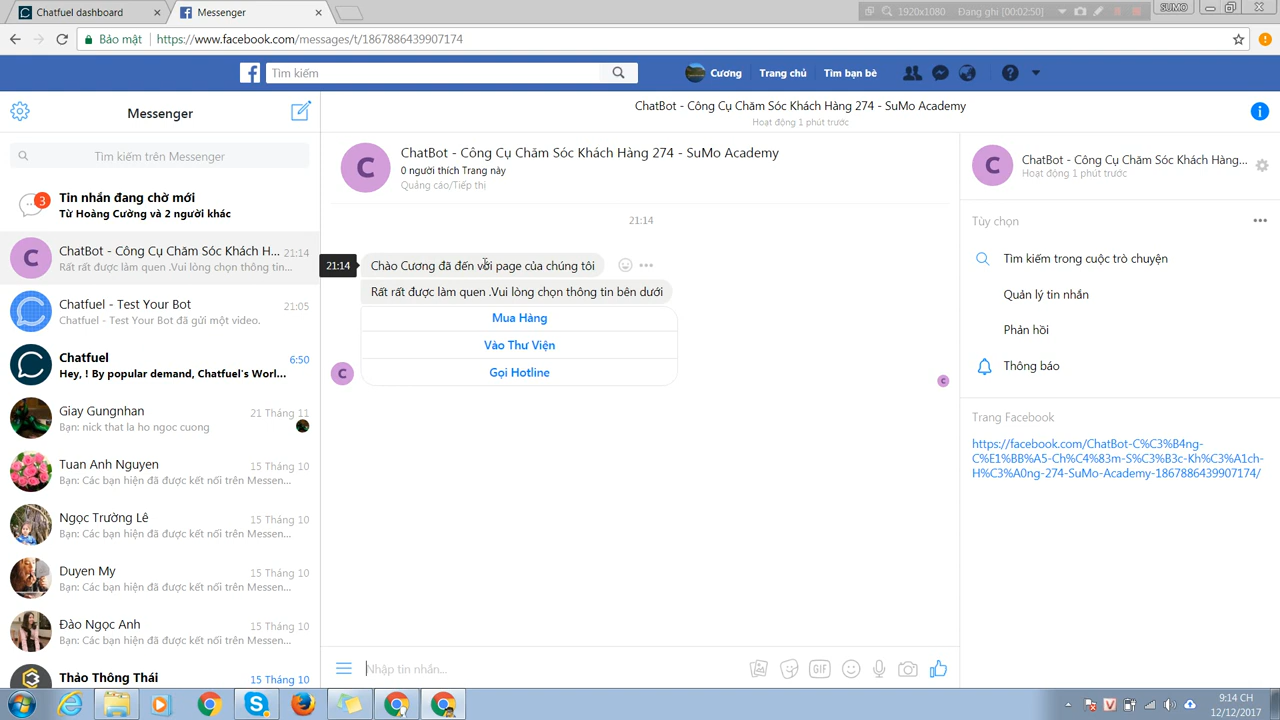 Chatfuel dashboard
Messenger
1920x1080 Đang ghi [00:02:50]
SUMO
Bảo mật
https://www.facebook.com/messages/t/1867886439907174
Tìm kiếm
Cương
Trang chủ
Tìm bạn bè
Messenger
ChatBot - Công Cụ Chăm Sóc Khách Hàng 274 - SuMo Academy
Hoạt động 1 phút trước
Tìm kiếm trên Messenger
Tin nhắn đang chờ mới
Từ Hoàng Cường và 2 người khác
3
ChatBot - Công Cụ Chăm Sóc Khách H... 21:14
Rất rất được làm quen .Vui lòng chọn thông tin...
Chatfuel - Test Your Bot 21:05
Chatfuel - Test Your Bot đã gửi một video.
Chatfuel 6:50
Hey, ! By popular demand, Chatfuel's Worl...
Giay Gungnhan 21 Tháng 11
Bạn: nick that la ho ngoc cuong
Tuan Anh Nguyen 15 Tháng 10
Bạn: Các bạn hiện đã được kết nối trên Messen...
Ngọc Trường Lê 15 Tháng 10
Bạn: Các bạn hiện đã được kết nối trên Messen...
Duyen My 15 Tháng 10
Bạn: Các bạn hiện đã được kết nối trên Messen...
Đào Ngọc Anh 15 Tháng 10
Bạn: Các bạn hiện đã được kết nối trên Messen...
Thảo Thông Thái 15 Tháng 10
C
ChatBot - Công Cụ Chăm Sóc Khách Hàng 274 - SuMo Academy
0 người thích Trang này
Quảng cáo/Tiếp thị
21:14
21:14
Chào Cương đã đến với page của chúng tôi
Rất rất được làm quen .Vui lòng chọn thông tin bên dưới
Mua Hàng
Vào Thư Viện
Gọi Hotline
C
C
Nhập tin nhắn...
GIF
C
ChatBot - Công Cụ Chăm Sóc Khách Hàng...
Hoạt động 1 phút trước
Tùy chọn
Tìm kiếm trong cuộc trò chuyện
Quản lý tin nhắn
Phản hồi
Thông báo
Trang Facebook
https://facebook.com/ChatBot-C%C3%B4ng-
C%E1%BB%A5-Ch%C4%83m-S%C3%B3c-Kh%C3%A1ch-
H%C3%A0ng-274-SuMo-Academy-1867886439907174/
9:14 CH
12/12/2017